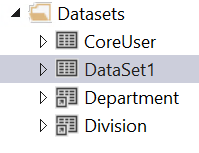 Datasets
CoreUser
DataSet1
Department
Division